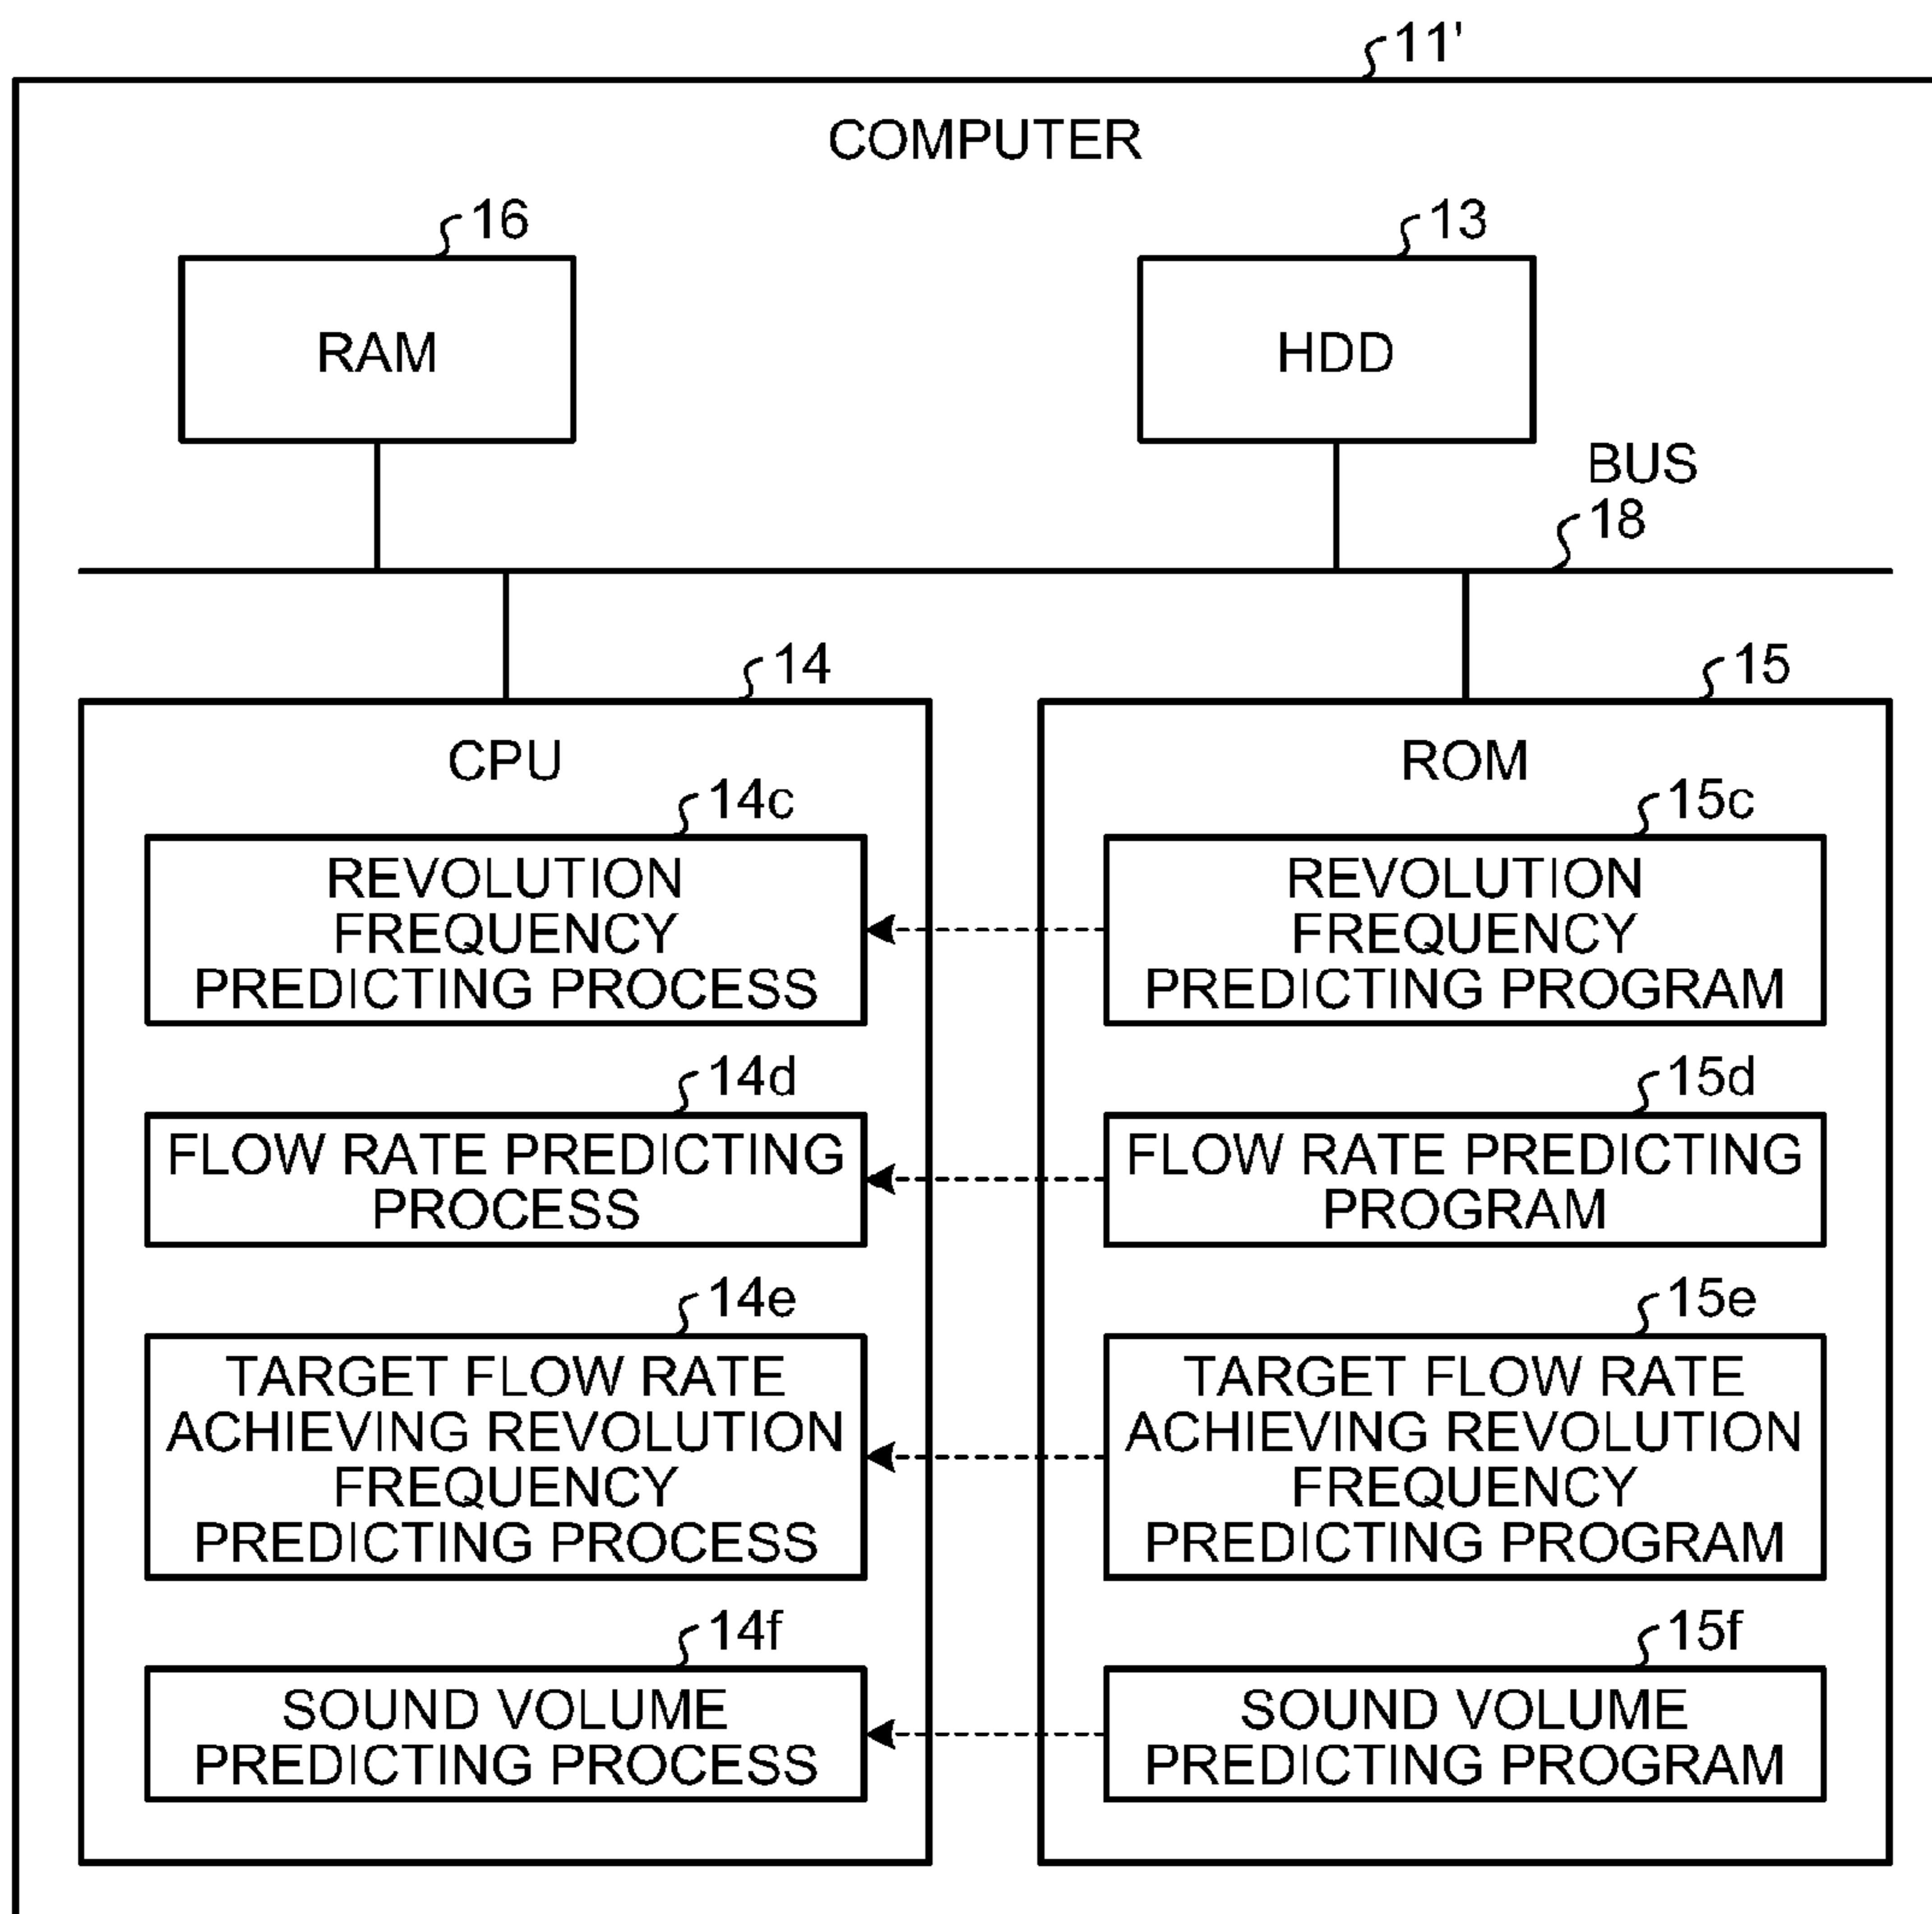 11'
COMPUTER
16
13
RAM
HDD
BUS
18
14
15
CPU
ROM
14c
15c
REVOLUTION
FREQUENCY
PREDICTING PROCESS
REVOLUTION
FREQUENCY
PREDICTING PROGRAM
14d
15d
FLOW RATE PREDICTING
PROCESS
FLOW RATE PREDICTING
PROGRAM
14e
15e
TARGET FLOW RATE
ACHIEVING REVOLUTION
FREQUENCY
PREDICTING PROCESS
TARGET FLOW RATE
ACHIEVING REVOLUTION
FREQUENCY
PREDICTING PROGRAM
14f
15f
SOUND VOLUME
PREDICTING PROCESS
SOUND VOLUME
PREDICTING PROGRAM